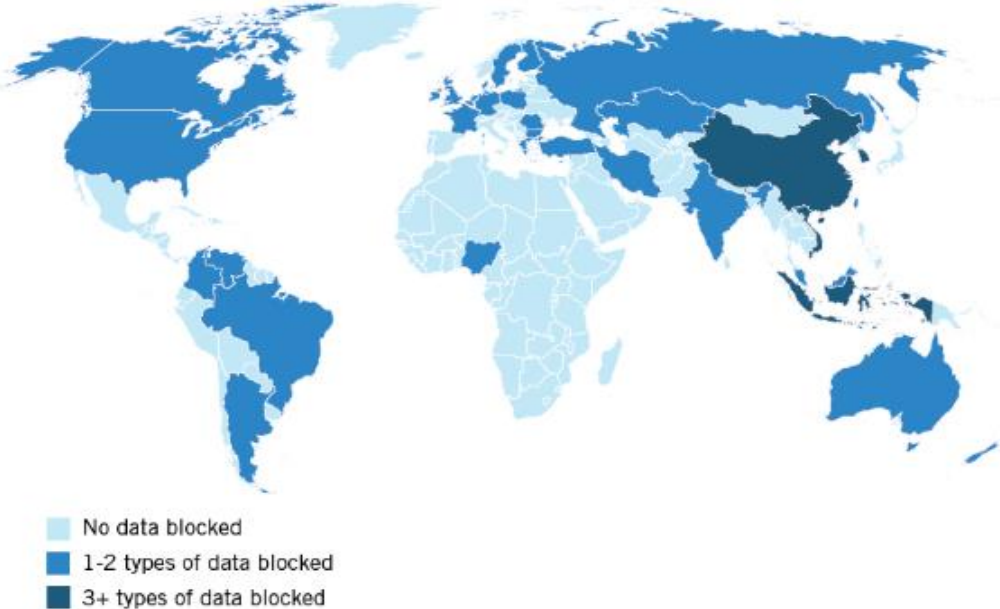 No data blocked
1-2 types of data blocked
3+ types of data blocked